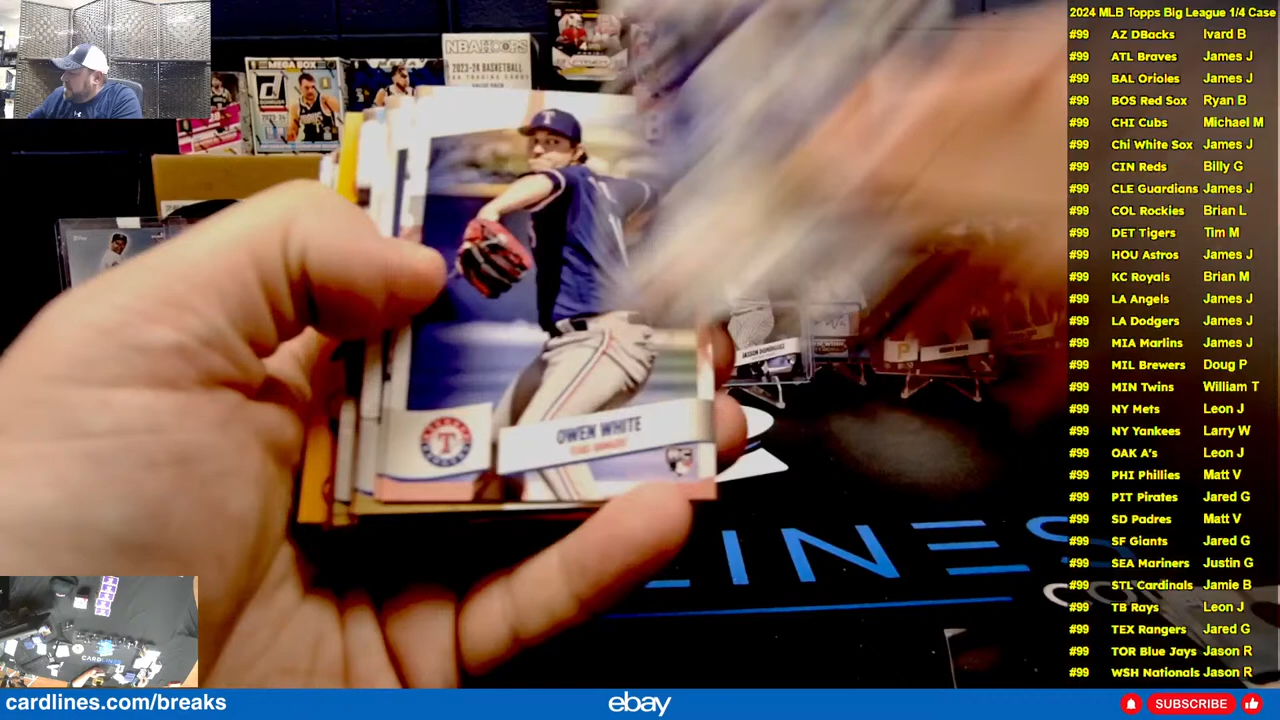 2024 MLB Topps Big League 1/4 Case
#99 AZ DBacks Ivard B
#99 ATL Braves James J
#99 BAL Orioles James J
#99 BOS Red Sox Ryan B
#99 CHI Cubs Michael M
#99 Chi White Sox James J
#99 CIN Reds Billy G
#99 CLE Guardians James J
#99 COL Rockies Brian L
#99 DET Tigers Tim M
#99 HOU Astros James J
#99 KC Royals Brian M
#99 LA Angels James J
#99 LA Dodgers James J
#99 MIA Marlins James J
#99 MIL Brewers Doug P
#99 MIN Twins William T
#99 NY Mets Leon J
#99 NY Yankees Larry W
#99 OAK A's Leon J
#99 PHI Phillies Matt V
#99 PIT Pirates Jared G
#99 SD Padres Matt V
#99 SF Giants Jared G
#99 SEA Mariners Justin G
#99 STL Cardinals Jamie B
#99 TB Rays Leon J
#99 TEX Rangers Jared G
#99 TOR Blue Jays Jason R
#99 WSH Nationals Jason R
NBA HOOPS
2023-24 BASKETBALL
MEGA BOX
OWEN WHITE
TEXAS RANGERS
JASSON DOMINGUEZ
LINES
CARDLINES
cardlines.com/breaks
ebay
SUBSCRIBE